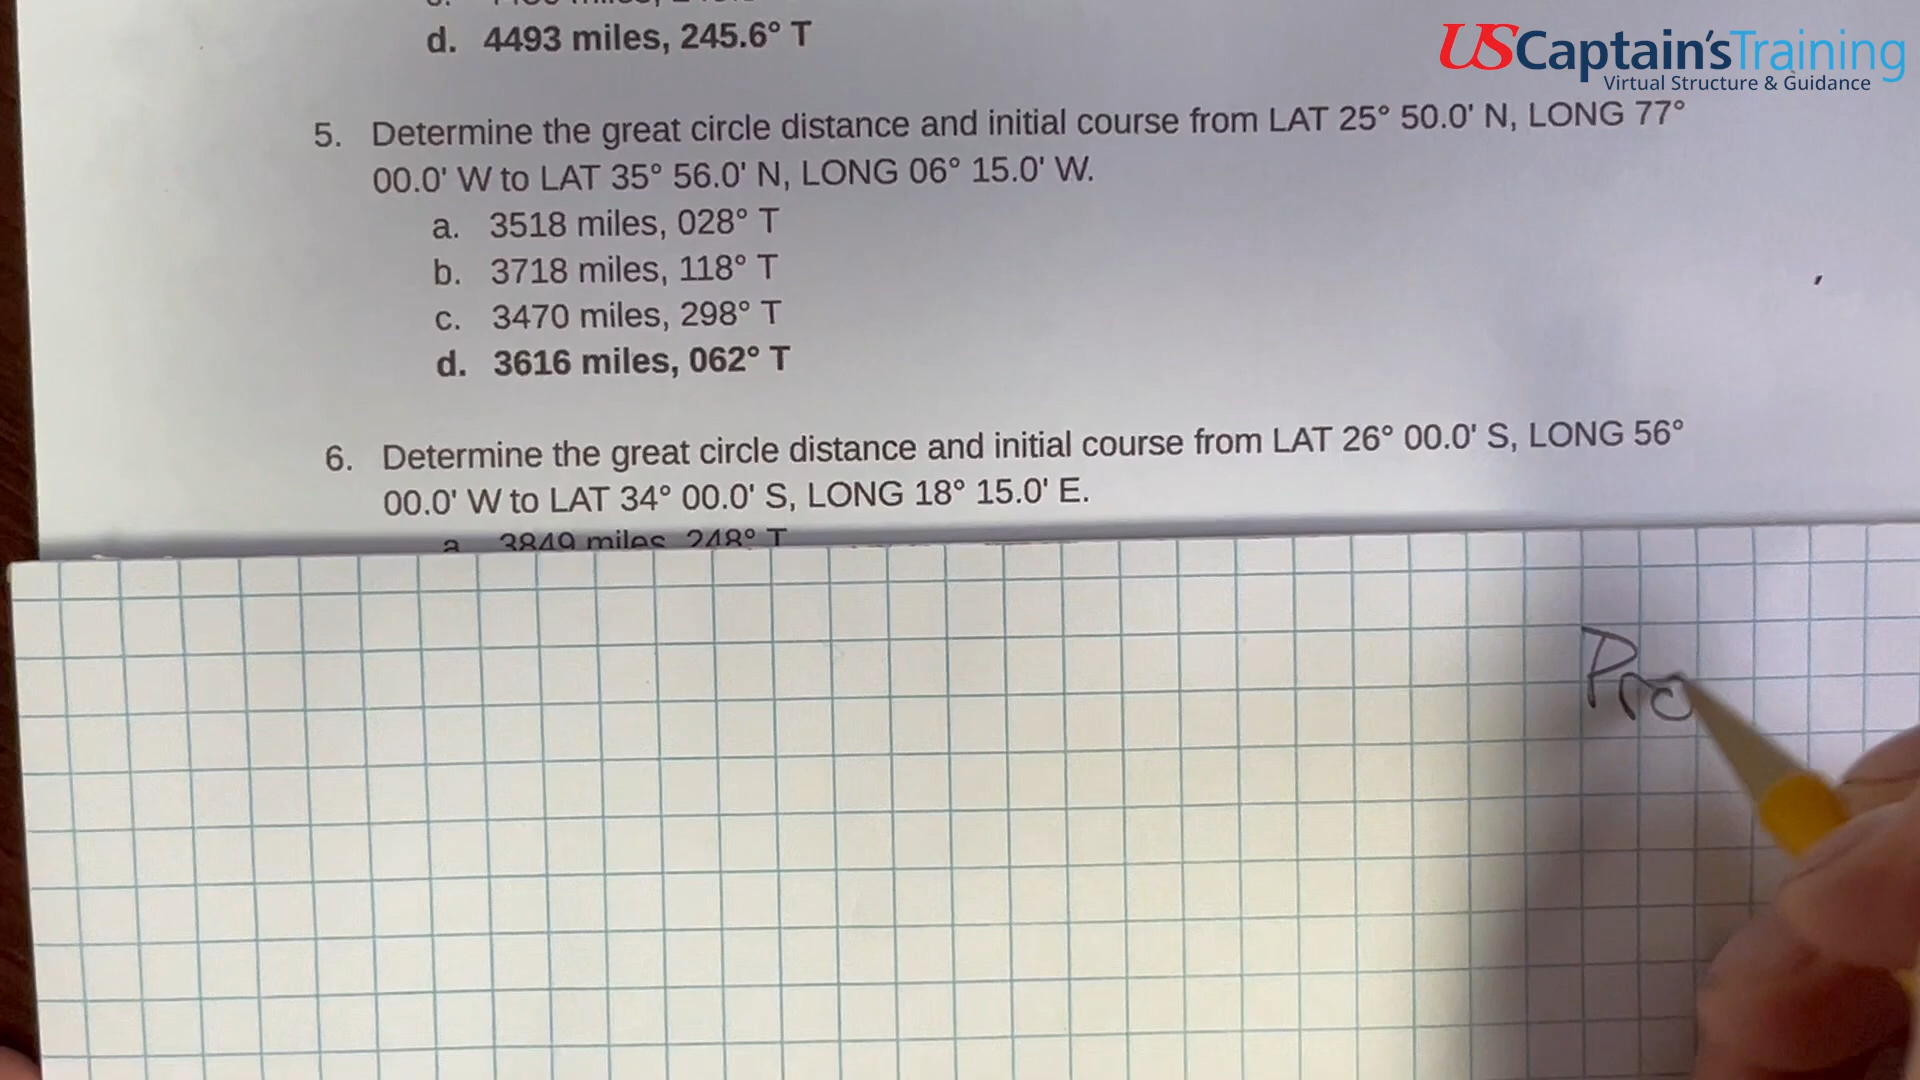 d. 4493 miles, 245.6° T
USCaptain'sTraining
Virtual Structure & Guidance
5. Determine the great circle distance and initial course from LAT 25° 50.0' N, LONG 77°
00.0' W to LAT 35° 56.0' N, LONG 06° 15.0' W.
a. 3518 miles, 028° T
b. 3718 miles, 118° T
c. 3470 miles, 298° T
d. 3616 miles, 062° T
6. Determine the great circle distance and initial course from LAT 26° 00.0' S, LONG 56°
00.0' W to LAT 34° 00.0' S, LONG 18° 15.0' E.
a 3849 miles, 248° T
Pro